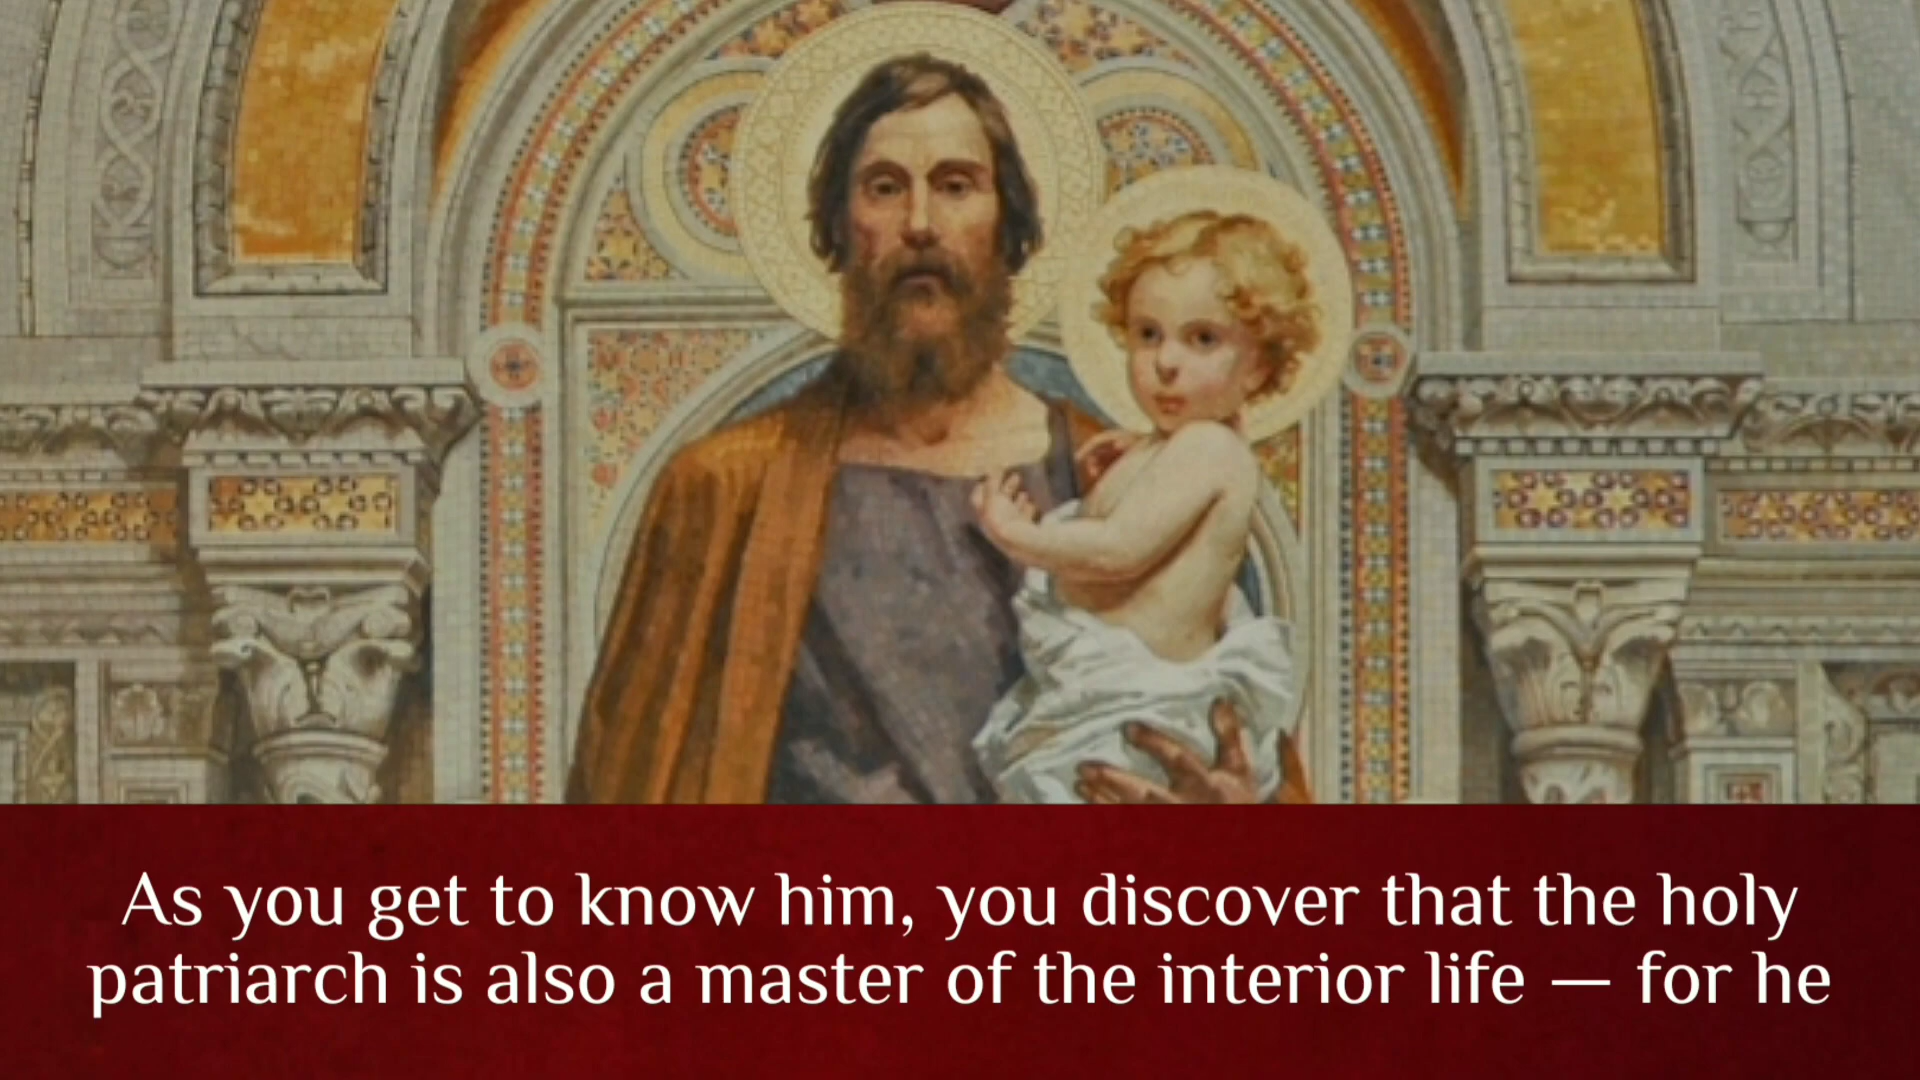 As you get to know him, you discover that the holy
patriarch is also a master of the interior life — for he